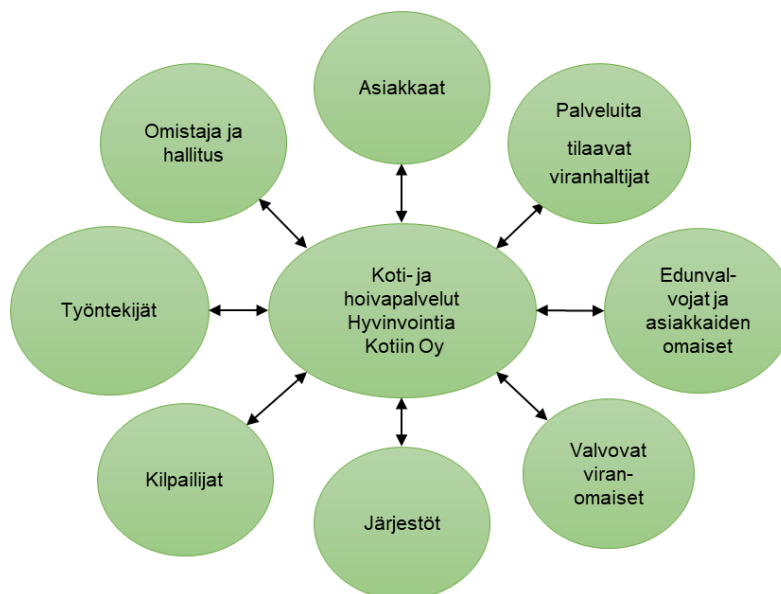 Asiakkaat
Palveluita
tilaavat
viranhaltijat
Omistaja ja
hallitus
Edunval-
vojat ja
asiakkaiden
omaiset
Koti- ja
hoivapalvelut
Hyvinvointia
Kotiin Oy
Työntekijät
Valvovat
viran-
omaiset
Kilpailijat
Järjestöt